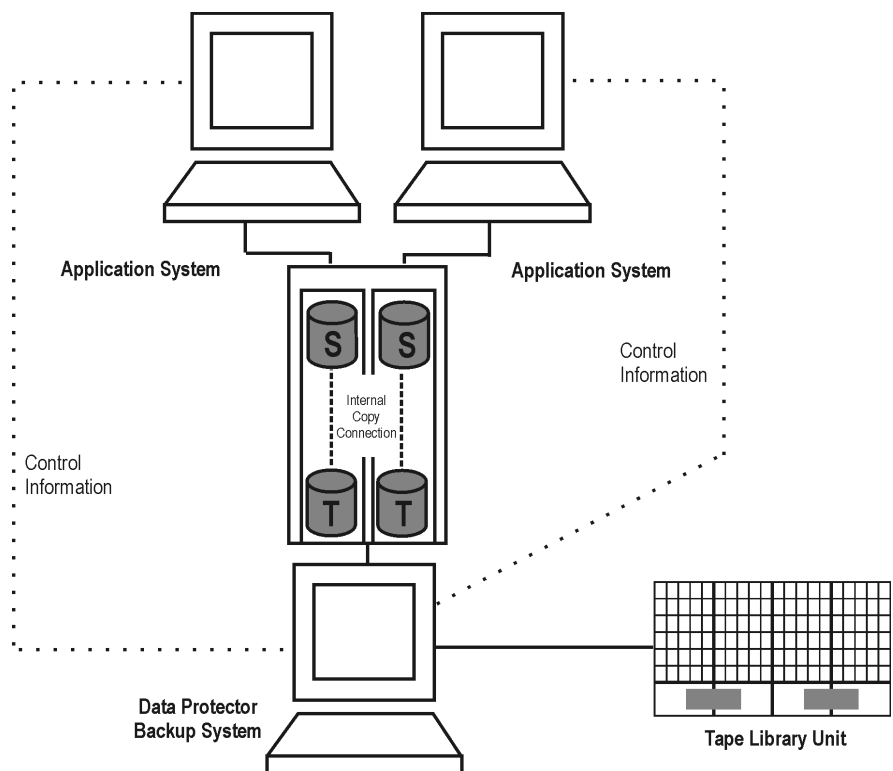 Application System
Application System
S
S
Control
Information
Internal
Copy
Connection
Control
Information
T
T
Data Protector
Backup System
Tape Library Unit